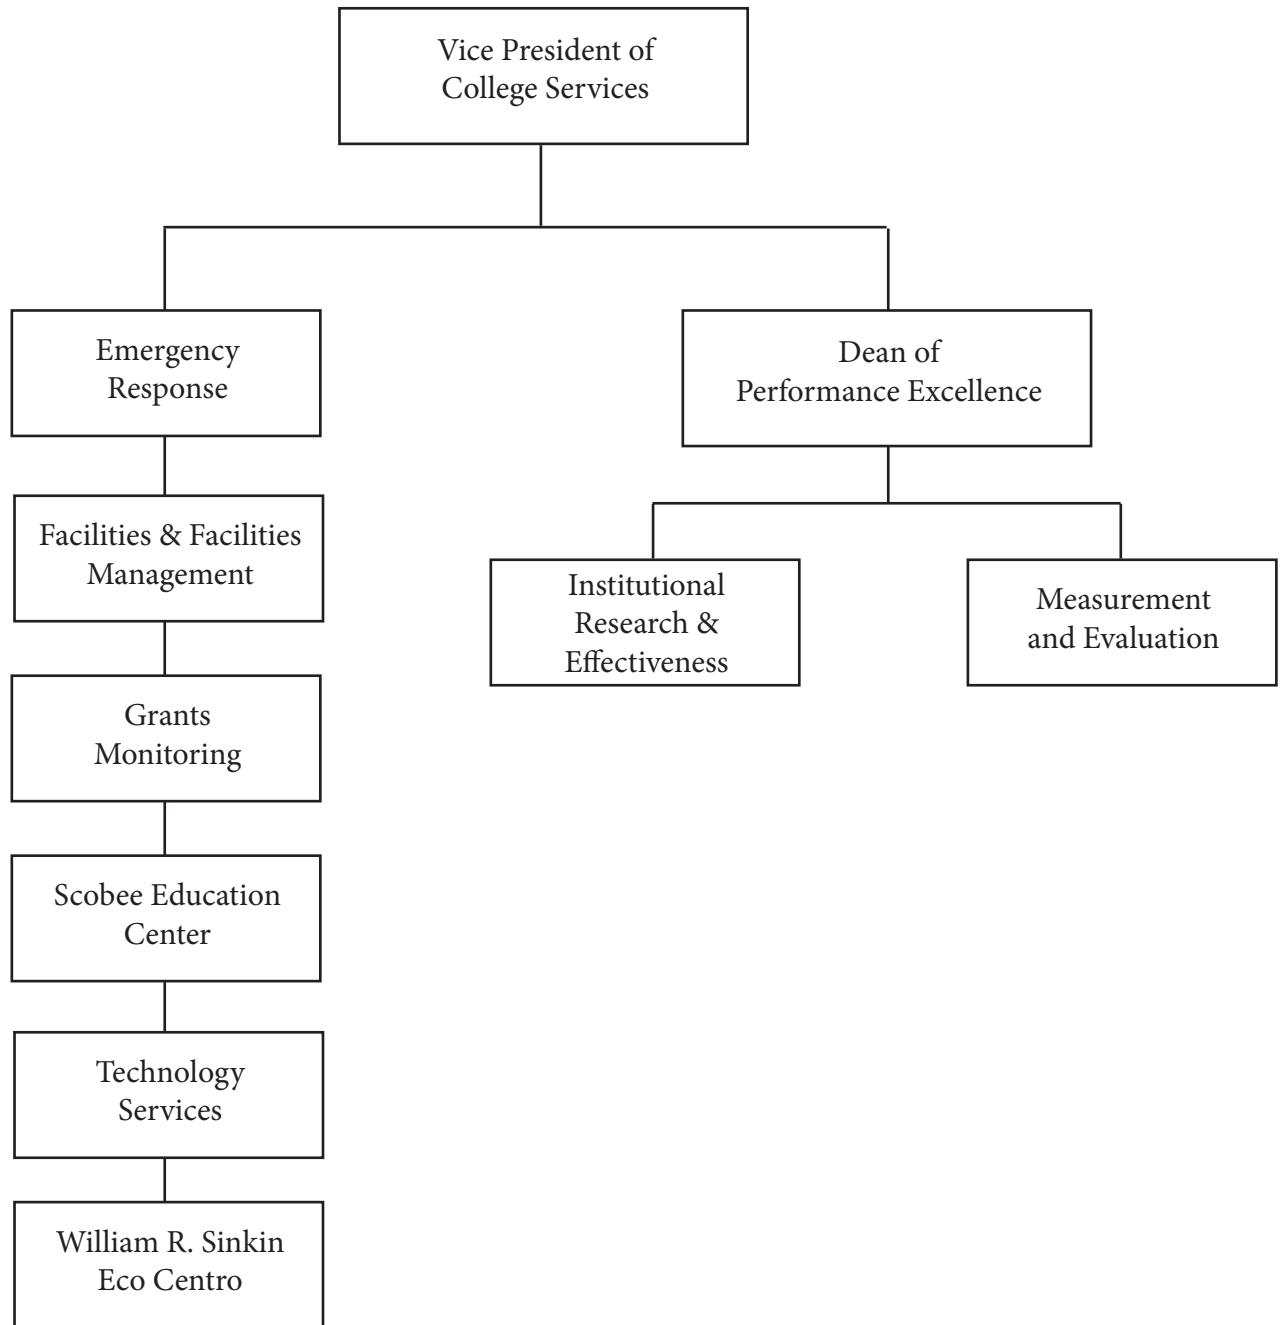 Vice President of
College Services
Emergency
Response
Dean of
Performance Excellence
Facilities & Facilities
Management
Institutional
Research &
Effectiveness
Measurement
and Evaluation
Grants
Monitoring
Scobee Education
Center
Technology
Services
William R. Sinkin
Eco Centro